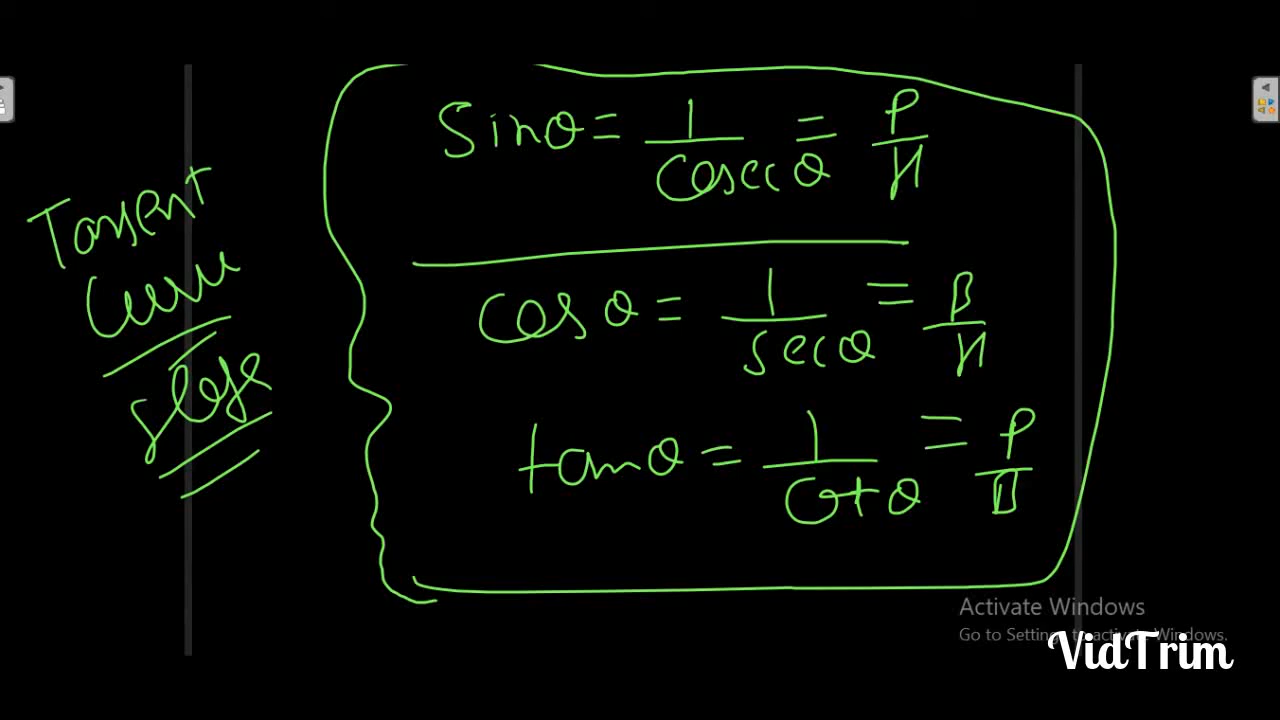 Tangent
Curve
slope
Sinθ = 1/Cosecθ = P/H
Cosθ = 1/secθ = B/H
tanθ = 1/Cotθ = P/B
Activate Windows
Go to Settings to activate Windows.
VidTrim